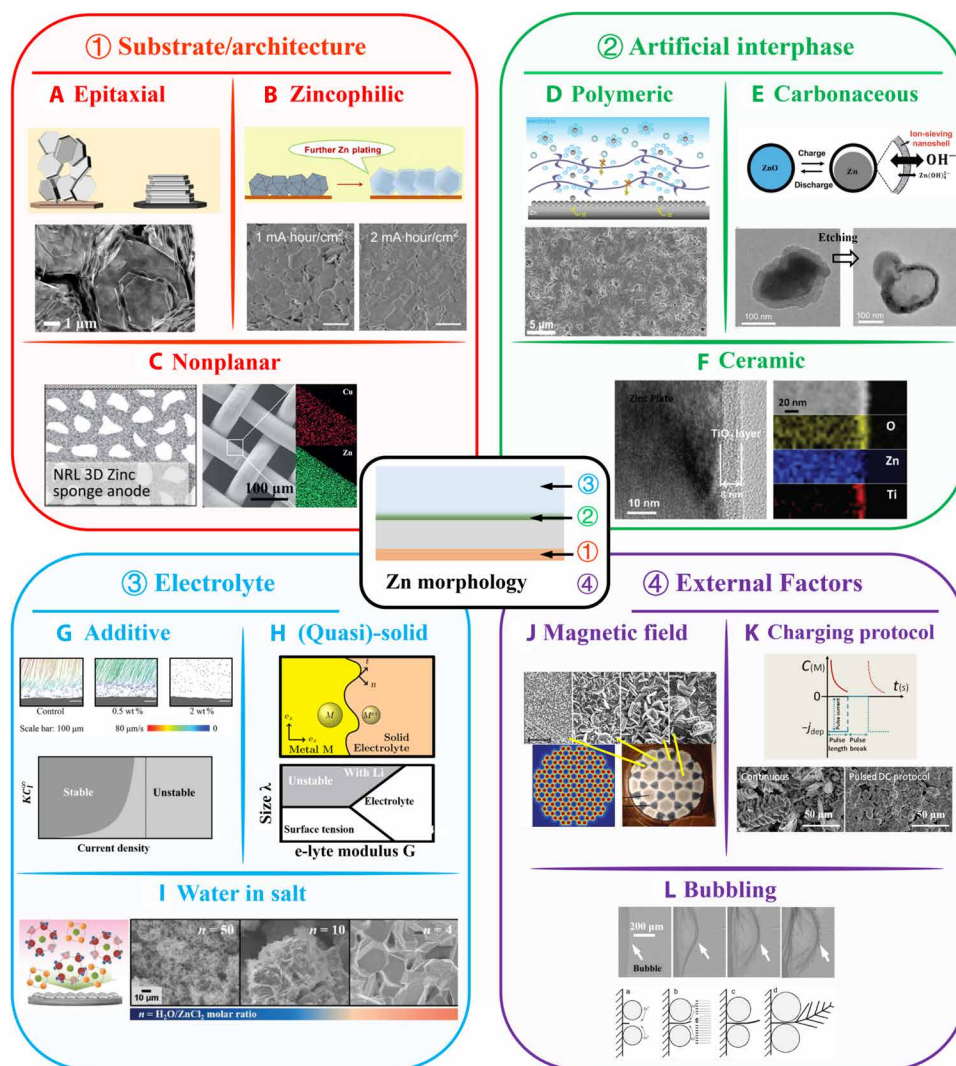 ① Substrate/architecture
A Epitaxial
B Zincophilic
Further Zn plating
1 μm
1 mA·hour/cm²
2 mA·hour/cm²
C Nonplanar
NRL 3D Zinc
sponge anode
100 μm
Cu
Zn
② Artificial interphase
D Polymeric
electrolyte
Zn
5 μm
E Carbonaceous
Ion-sieving
nanoshell
ZnO
Charge
Discharge
Zn
OH⁻
Zn(OH)₄²⁻
Etching
100 nm
100 nm
F Ceramic
Zinc Plate
TiO₂ layer
8 nm
10 nm
20 nm
O
Zn
Ti
③
②
①
④
Zn morphology
③ Electrolyte
G Additive
Control
0.5 wt %
2 wt %
Scale bar: 100 μm
80 μm/s
0
Stable
Unstable
Current density
H (Quasi)-solid
t
n
M
Metal M
Solid
Electrolyte
Unstable
With Li
Electrolyte
Surface tension
Size λ
e-lyte modulus G
I Water in salt
n = 50
n = 10
n = 4
10 μm
n = H₂O/ZnCl₂ molar ratio
④ External Factors
J Magnetic field
K Charging protocol
C(M)
t(s)
0
−j dep
Pulse current
Pulse
length
Pulse
break
Continuous
50 μm
Pulsed DC protocol
50 μm
L Bubbling
200 μm
Bubble
a
b
c
d